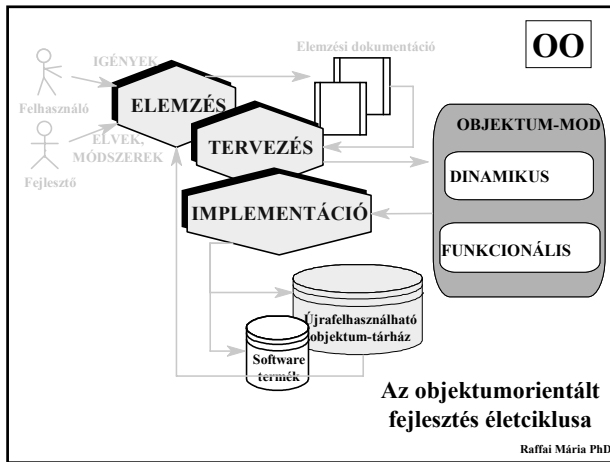 OO
Elemzési dokumentáció
IGÉNYEK
Felhasználó
ELEMZÉS
ELVEK,
MÓDSZEREK
Fejlesztő
TERVEZÉS
OBJEKTUM-MOD
DINAMIKUS
IMPLEMENTÁCIÓ
FUNKCIONÁLIS
Újrafelhasználható
objektum-tárház
Software
termék
Az objektumorientált
fejlesztés életciklusa
Raffai Mária PhD